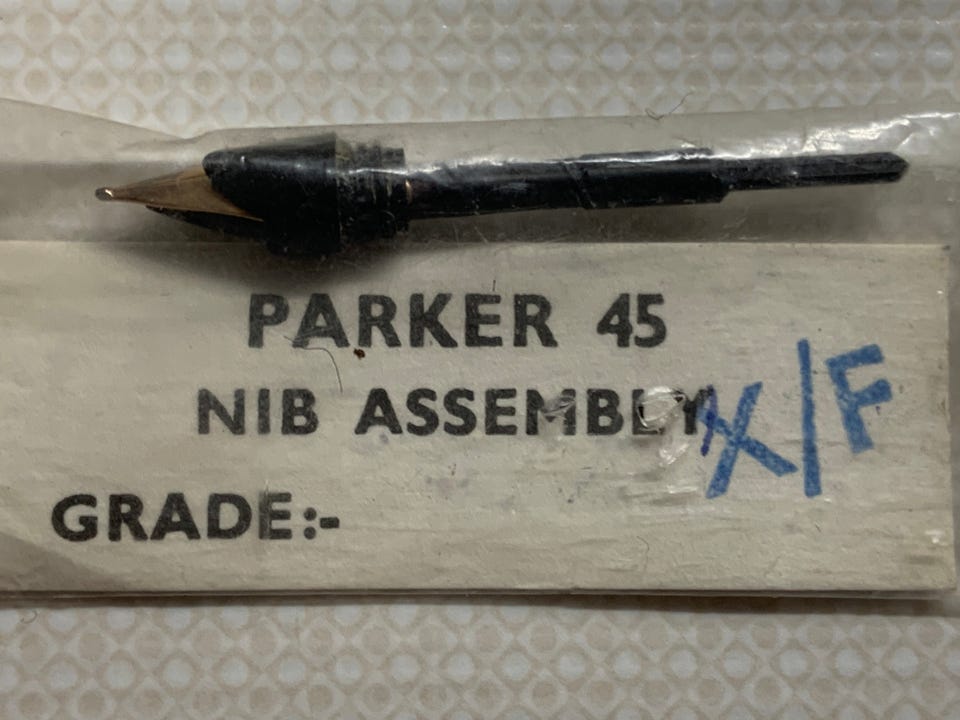 PARKER 45
NIB ASSEMBLY X/F
GRADE:-